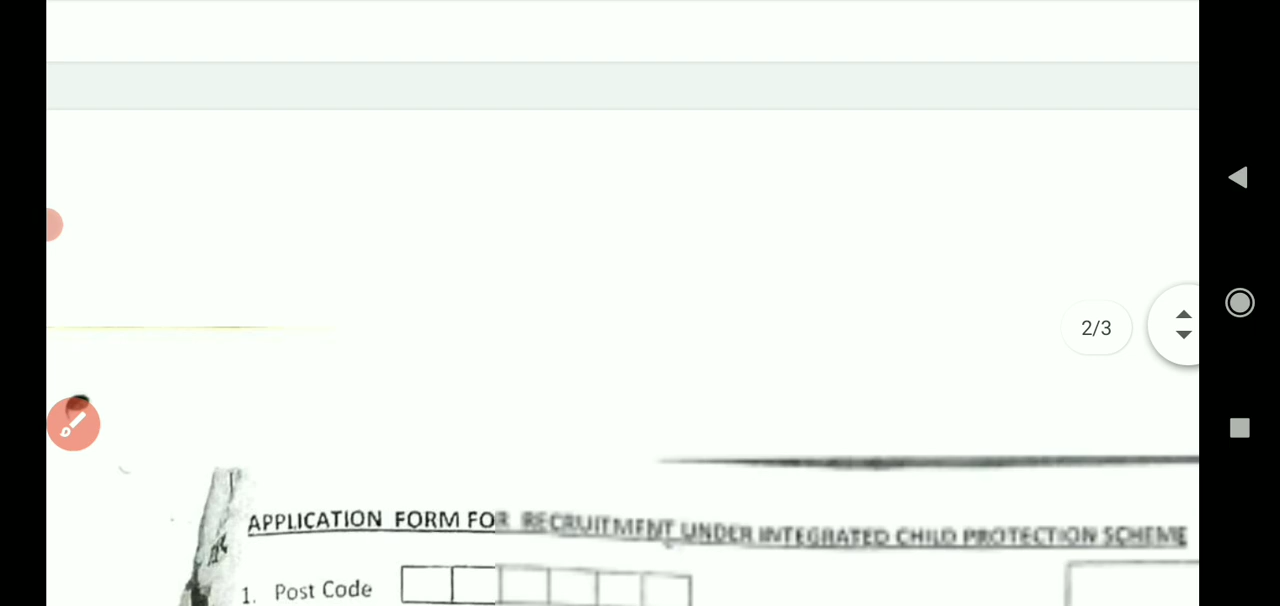 2/3
APPLICATION FORM FOR RECRUITMENT UNDER INTEGRATED CHILD PROTECTION SCHEME
1. Post Code